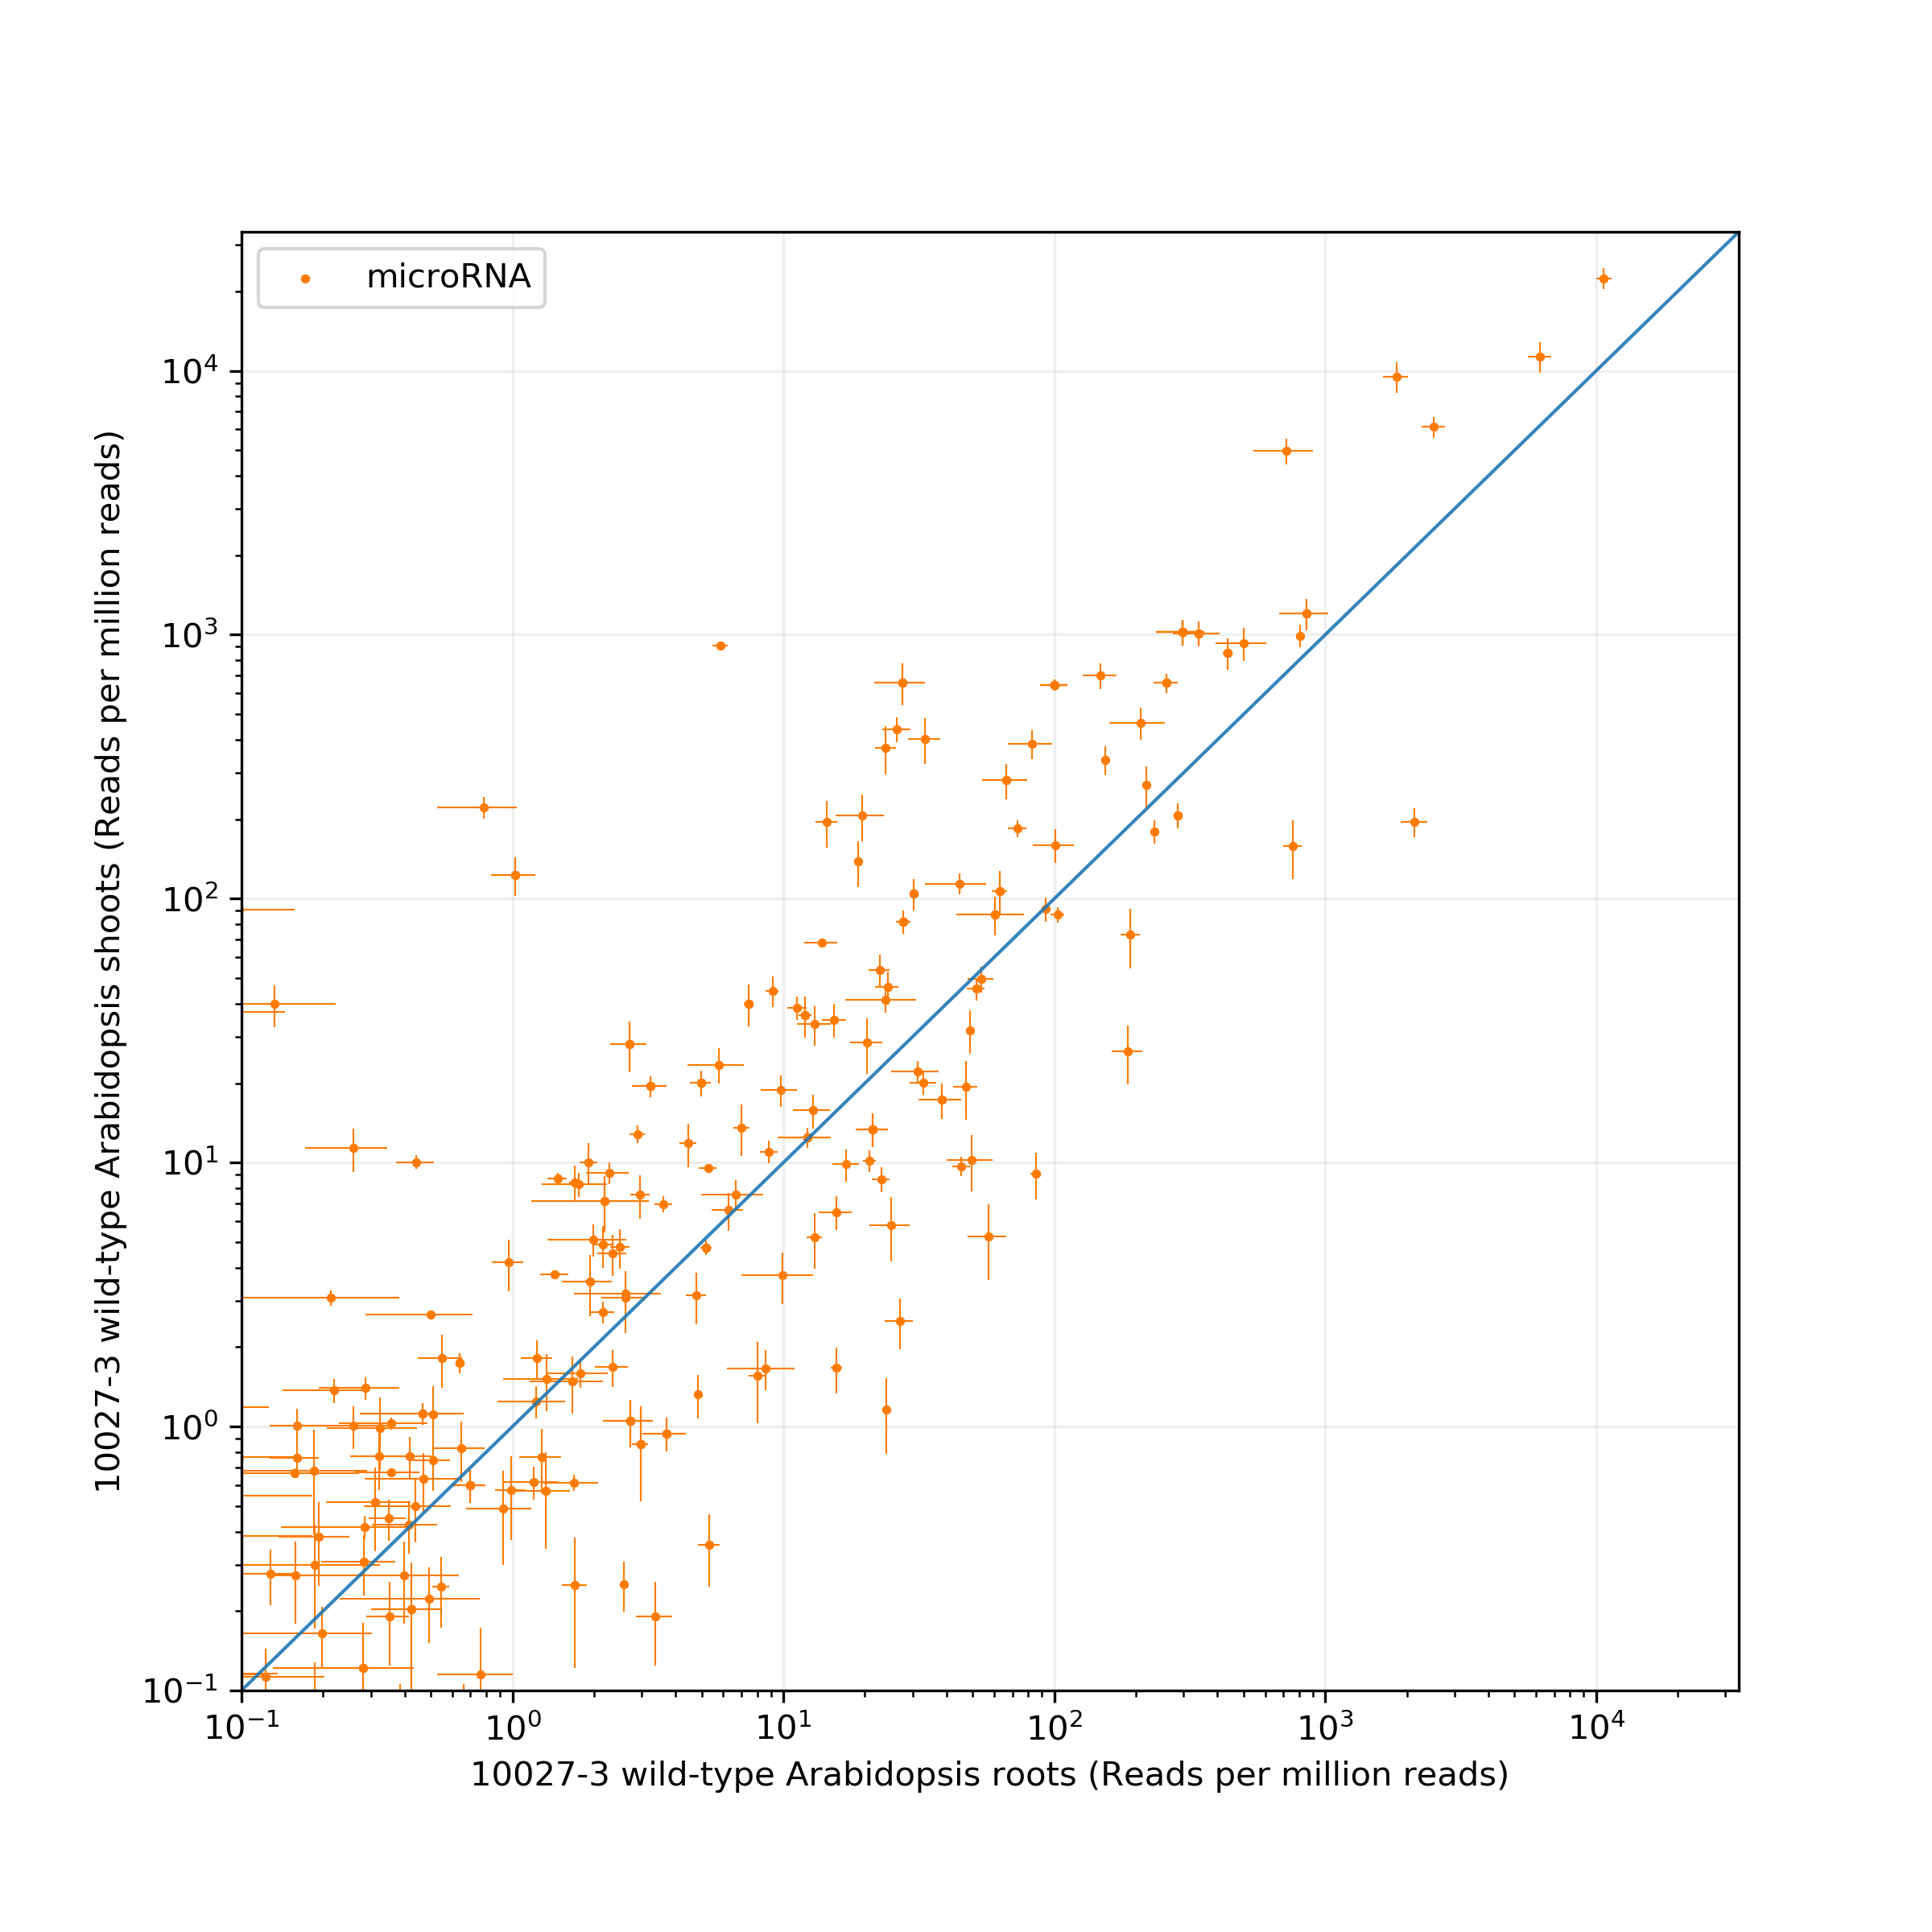 microRNA
10⁴
10³
10²
10¹
10⁰
10⁻¹
10027-3 wild-type Arabidopsis shoots (Reads per million reads)
10⁻¹ 10⁰ 10¹ 10² 10³ 10⁴
10027-3 wild-type Arabidopsis roots (Reads per million reads)